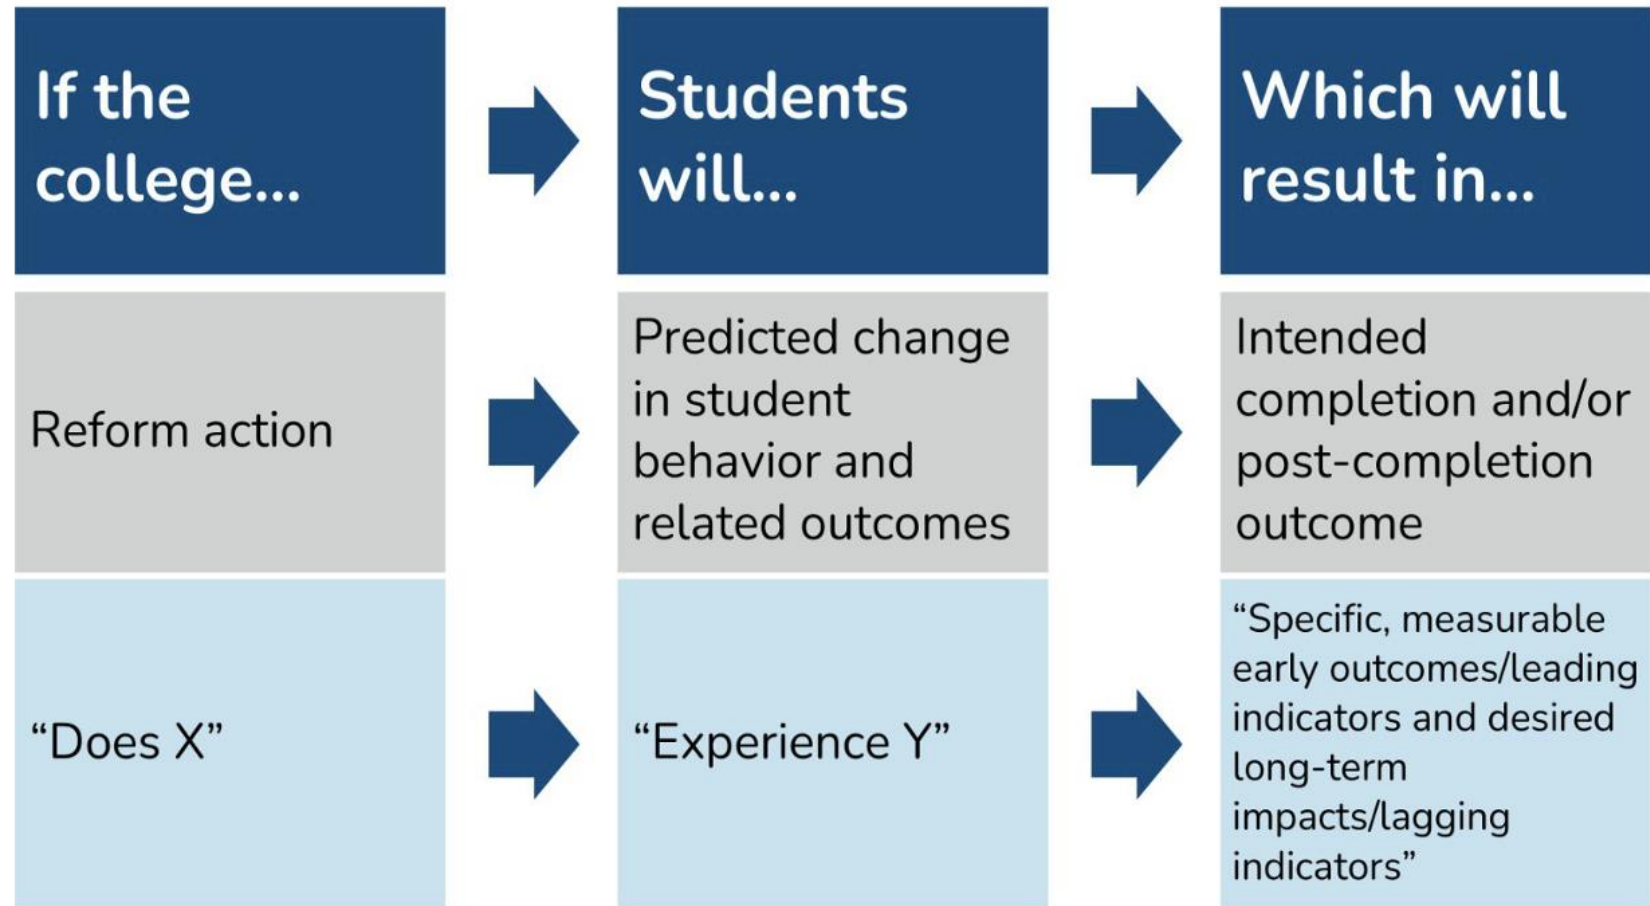 If the
college...
Students
will...
Which will
result in...
Reform action
Predicted change
in student
behavior and
related outcomes
Intended
completion and/or
post-completion
outcome
“Does X”
“Experience Y”
“Specific, measurable
early outcomes/leading
indicators and desired
long-term
impacts/lagging
indicators”